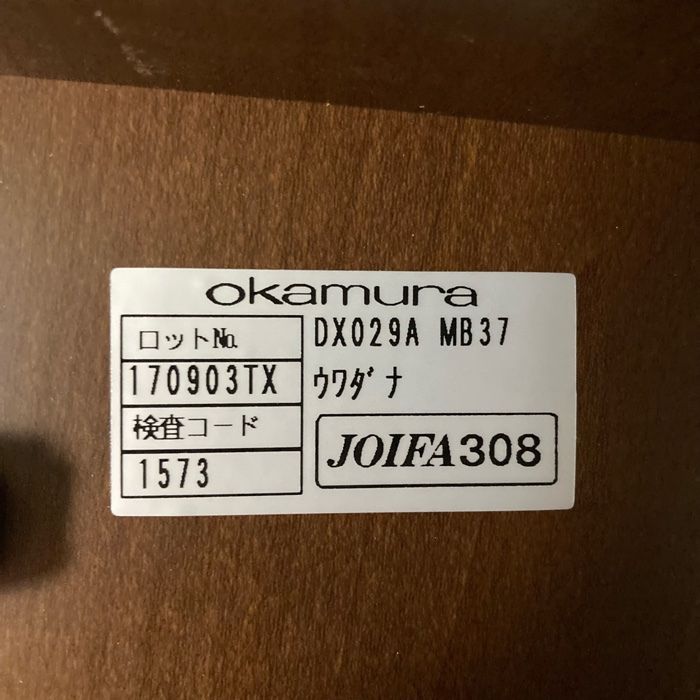 okamura
ロット№
170903TX
検査コード
1573
DX029A MB37
ｳﾜﾀﾞﾅ
JOIFA308